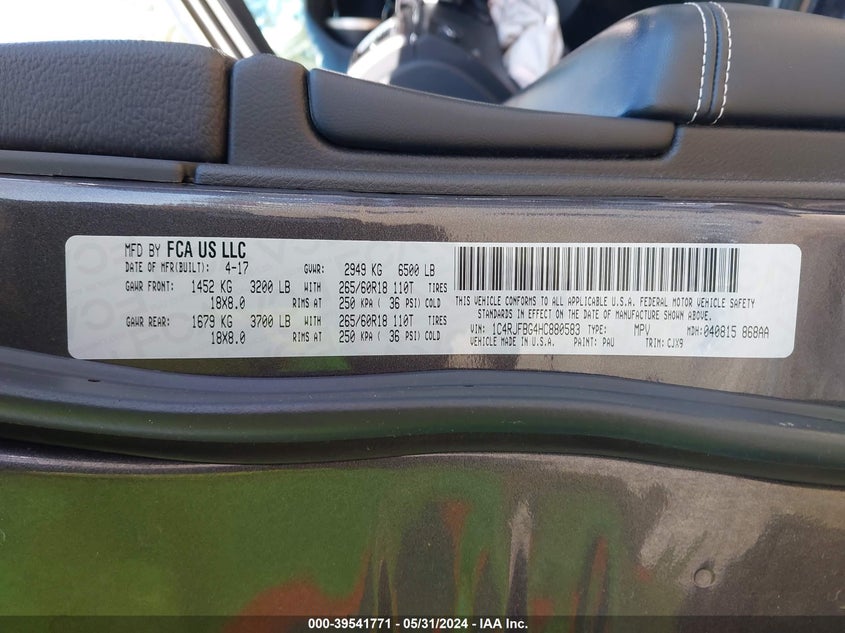 MFD BY FCA US LLC
DATE OF MFR(BUILT): 4-17 GVWR: 2949 KG 6500 LB
GAWR FRONT: 1452 KG 3200 LB WITH 265/60R18 110T TIRES
18X8.0 RIMS AT 250 KPA ( 36 PSI) COLD
GAWR REAR: 1679 KG 3700 LB WITH 265/60R18 110T TIRES
18X8.0 RIMS AT 250 KPA ( 36 PSI) COLD
THIS VEHICLE CONFORMS TO ALL APPLICABLE U.S.A. FEDERAL MOTOR VEHICLE SAFETY
STANDARDS IN EFFECT ON THE DATE OF MANUFACTURE SHOWN ABOVE.
VIN: 1C4RJFBG4HC880583 TYPE: MPV MDH: 040815 868AA
VEHICLE MADE IN U.S.A. PAINT: PAU TRIM: CJX9
000-39541771 — 05/31/2024 — IAA Inc.